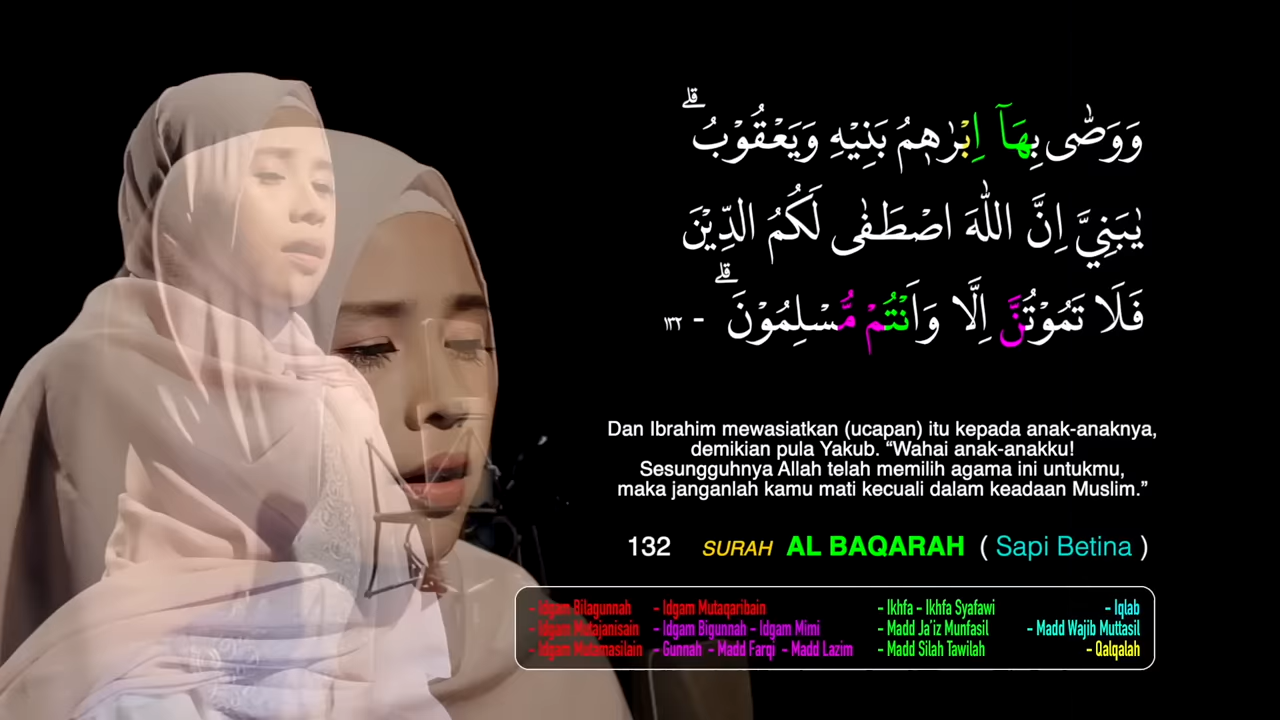 وَوَصّٰى بِهَآ اِبْرٰهٖمُ بَنِيْهِ وَيَعْقُوْبُۗ
يٰبَنِيَّ اِنَّ اللّٰهَ اصْطَفٰى لَكُمُ الدِّيْنَ
فَلَا تَمُوْتُنَّ اِلَّا وَاَنْتُمْ مُّسْلِمُوْنَۗ - ١٣٢
Dan Ibrahim mewasiatkan (ucapan) itu kepada anak-anaknya,
demikian pula Yakub. “Wahai anak-anakku!
Sesungguhnya Allah telah memilih agama ini untukmu,
maka janganlah kamu mati kecuali dalam keadaan Muslim.”
132 SURAH AL BAQARAH ( Sapi Betina )
- Idgam Bilagunnah - Idgam Mutaqaribain - Ikhfa - Ikhfa Syafawi - Iqlab
- Idgam Mutajanisain - Idgam Bigunnah - Idgam Mimi - Madd Ja’iz Munfasil - Madd Wajib Muttasil
- Idgam Mutamasilain - Gunnah - Madd Farqi - Madd Lazim - Madd Silah Tawilah - Qalqalah